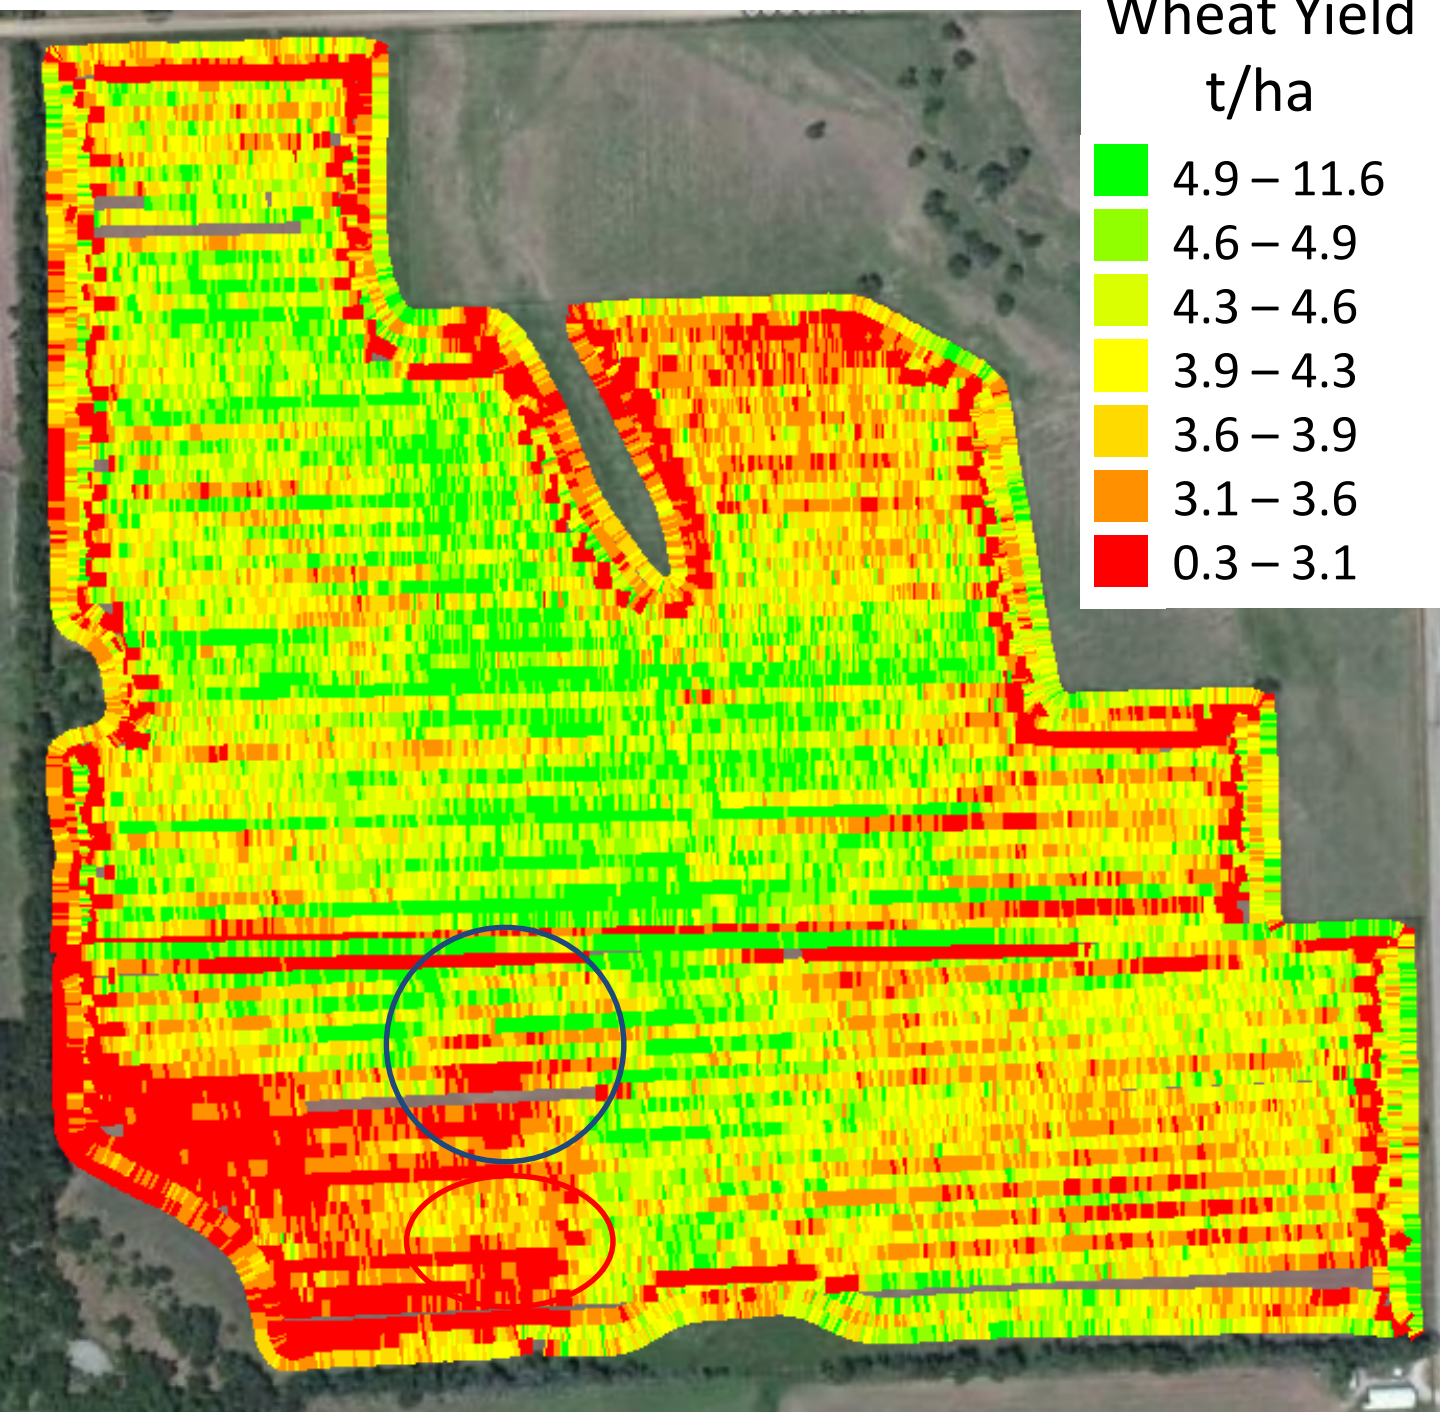 Wheat Yield
t/ha
4.9 – 11.6
4.6 – 4.9
4.3 – 4.6
3.9 – 4.3
3.6 – 3.9
3.1 – 3.6
0.3 – 3.1